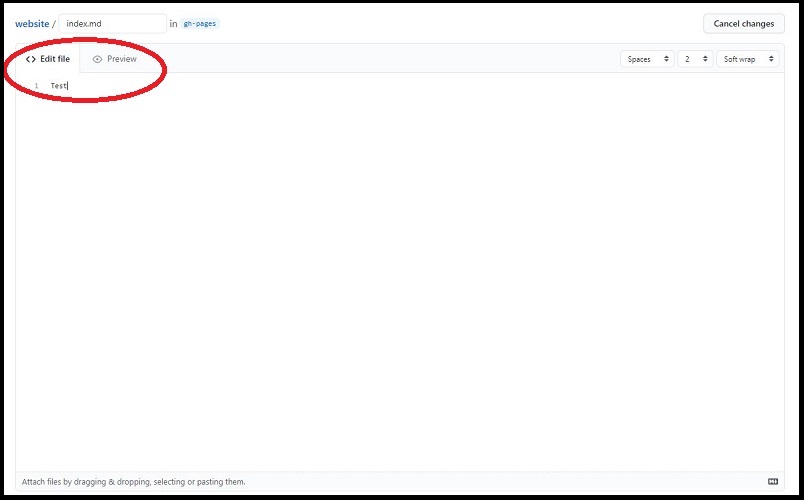 website / index.md in gh-pages Cancel changes
<> Edit file Preview Spaces 2 Soft wrap
1 Test
Attach files by dragging & dropping, selecting or pasting them.